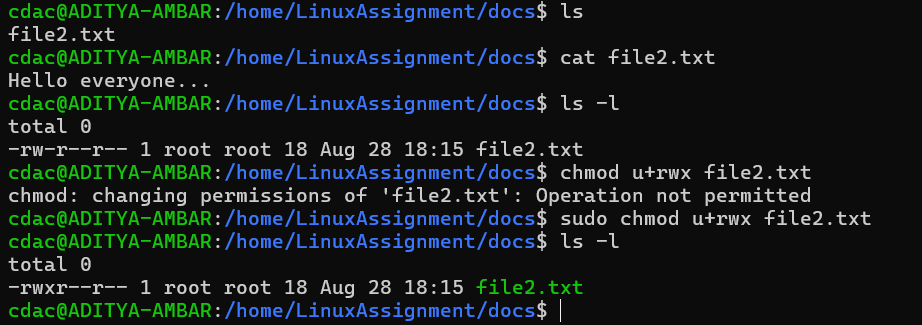 cdac@ADITYA-AMBAR:/home/LinuxAssignment/docs$ ls
file2.txt
cdac@ADITYA-AMBAR:/home/LinuxAssignment/docs$ cat file2.txt
Hello everyone...
cdac@ADITYA-AMBAR:/home/LinuxAssignment/docs$ ls -l
total 0
-rw-r--r-- 1 root root 18 Aug 28 18:15 file2.txt
cdac@ADITYA-AMBAR:/home/LinuxAssignment/docs$ chmod u+rwx file2.txt
chmod: changing permissions of 'file2.txt': Operation not permitted
cdac@ADITYA-AMBAR:/home/LinuxAssignment/docs$ sudo chmod u+rwx file2.txt
cdac@ADITYA-AMBAR:/home/LinuxAssignment/docs$ ls -l
total 0
-rwxr--r-- 1 root root 18 Aug 28 18:15 file2.txt
cdac@ADITYA-AMBAR:/home/LinuxAssignment/docs$